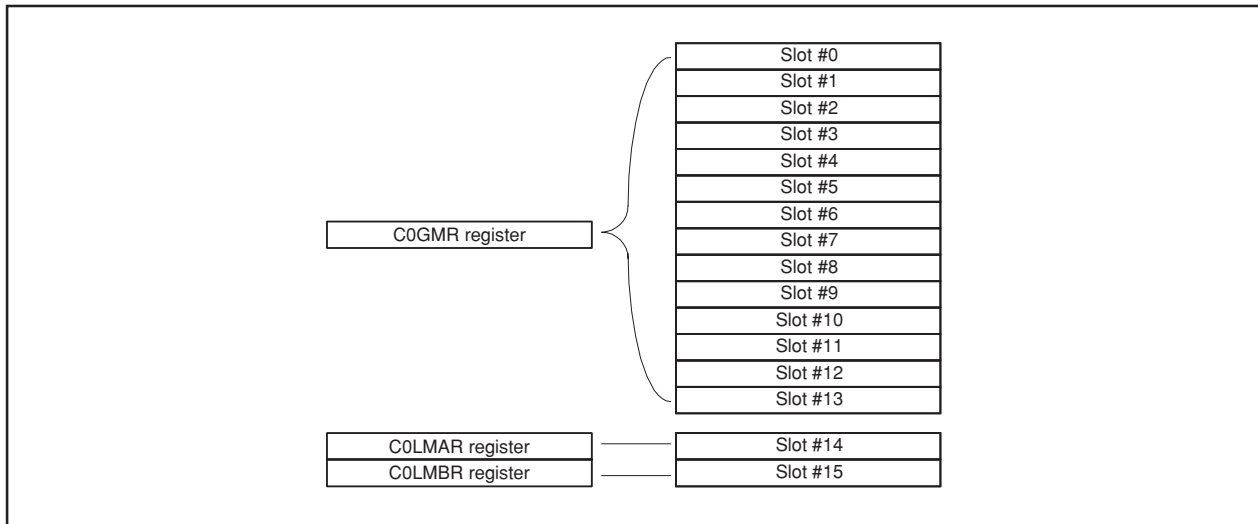 Slot #0
Slot #1
Slot #2
Slot #3
Slot #4
Slot #5
Slot #6
C0GMR register
Slot #7
Slot #8
Slot #9
Slot #10
Slot #11
Slot #12
Slot #13
C0LMAR register
Slot #14
C0LMBR register
Slot #15